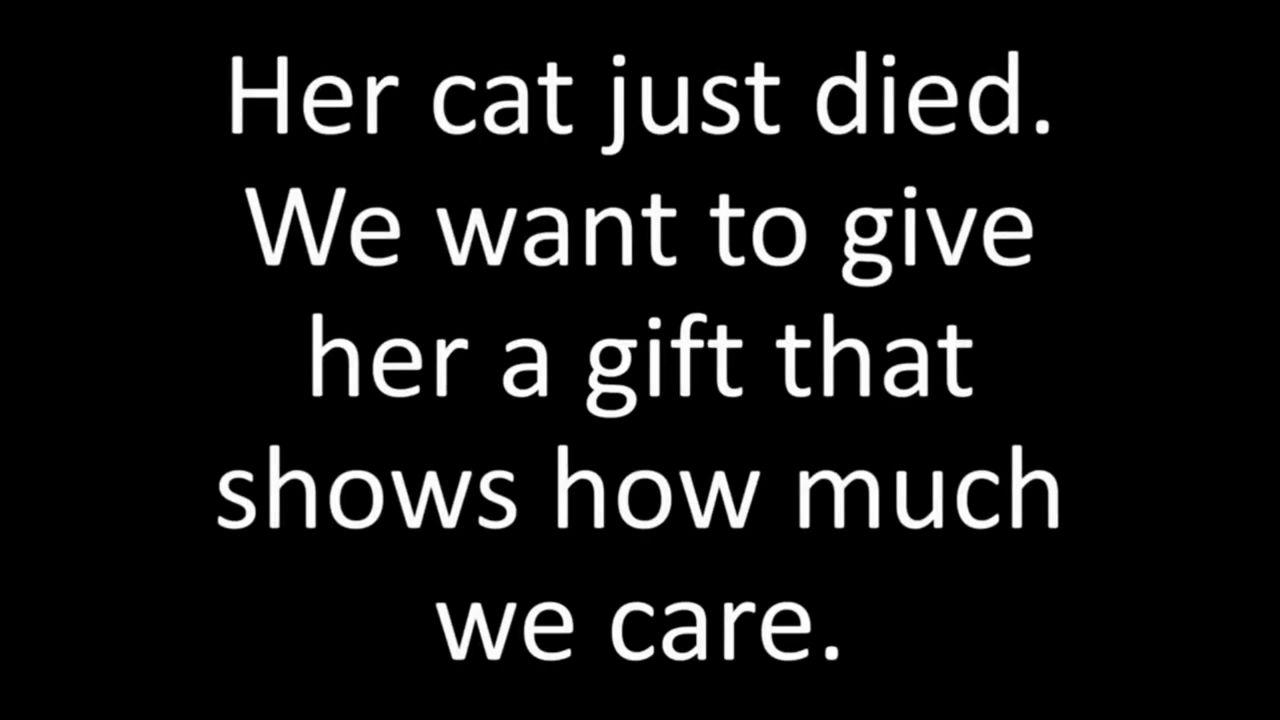 Her cat just died.
We want to give
her a gift that
shows how much
we care.